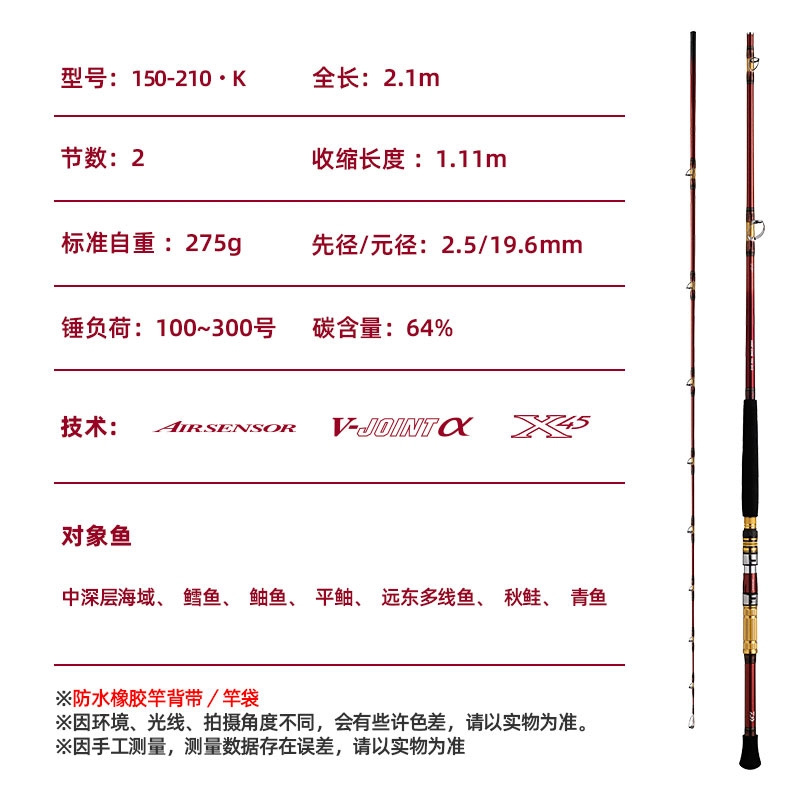 型号：150-210·K 全长：2.1m
节数：2 收缩长度 ：1.11m
标准自重 ：275g 先径/元径：2.5/19.6mm
锤负荷：100~300号 碳含量：64%
技术： AIRSENSOR V-JOINTα X45
对象鱼
中深层海域、 鳕鱼、 鲉鱼、 平鲉、 远东多线鱼、 秋鲑、 青鱼
※防水橡胶竿背带／竿袋
※因环境、光线、拍摄角度不同，会有些许色差，请以实物为准。
※因手工测量，测量数据存在误差，请以实物为准